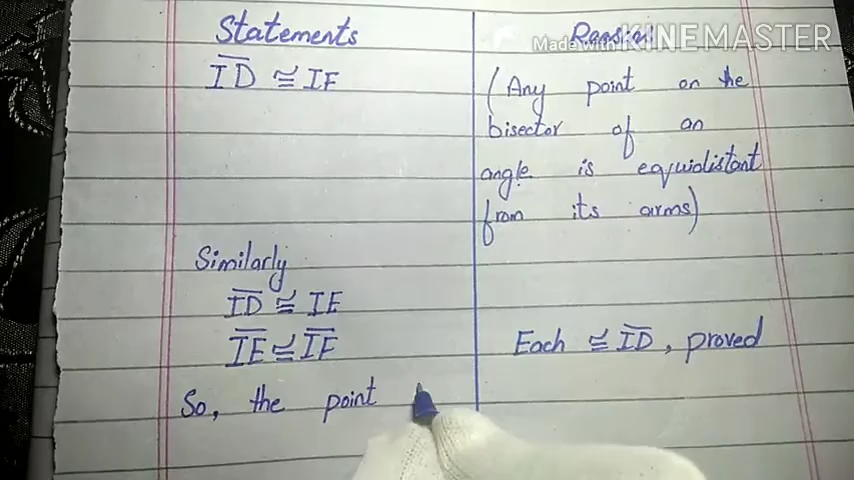 Statements Reasons
Made with KINEMASTER
ID ≅ IF
(Any point on the
bisector of an
angle is equidistant
from its arms)
Similarly
ID ≅ IE
IE ≅ IF
Each ≅ ID, proved
So, the point